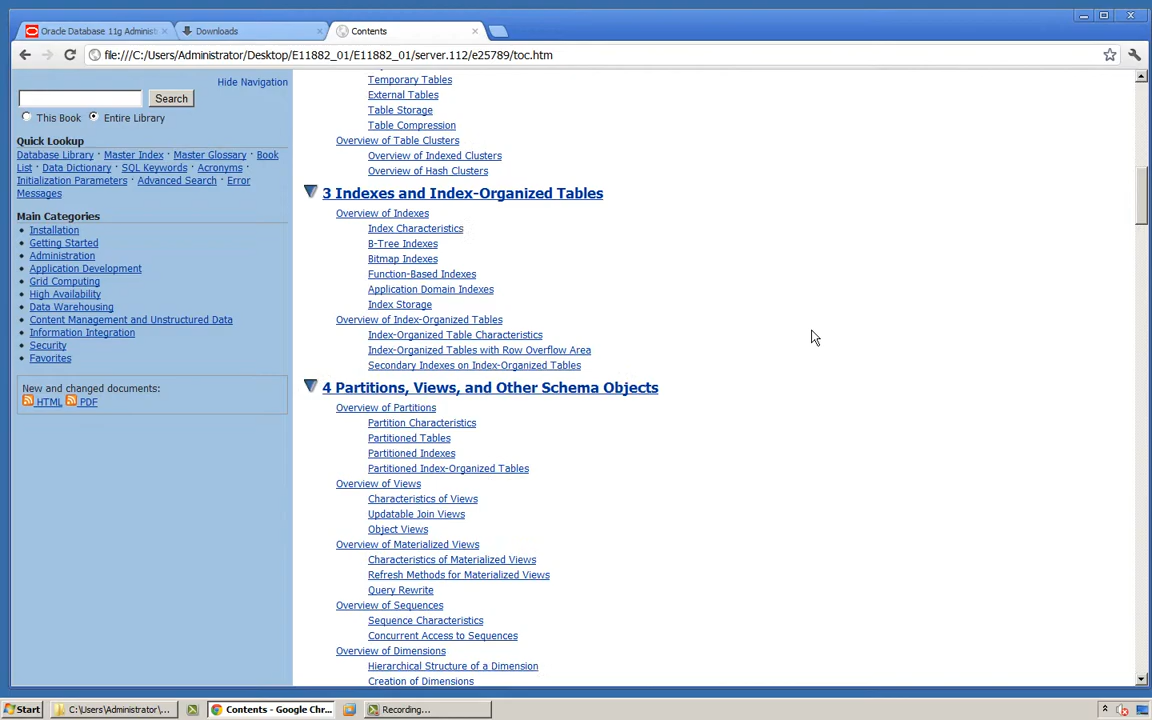 Oracle Database 11g Administ
Downloads
Contents
file:///C:/Users/Administrator/Desktop/E11882_01/E11882_01/server.112/e25789/toc.htm
Hide Navigation
Search
This Book Entire Library
Quick Lookup
Database Library · Master Index · Master Glossary · Book
List · Data Dictionary · SQL Keywords · Acronyms ·
Initialization Parameters · Advanced Search · Error
Messages
Main Categories
Installation
Getting Started
Administration
Application Development
Grid Computing
High Availability
Data Warehousing
Content Management and Unstructured Data
Information Integration
Security
Favorites
New and changed documents:
HTML PDF
Temporary Tables
External Tables
Table Storage
Table Compression
Overview of Table Clusters
Overview of Indexed Clusters
Overview of Hash Clusters
3 Indexes and Index-Organized Tables
Overview of Indexes
Index Characteristics
B-Tree Indexes
Bitmap Indexes
Function-Based Indexes
Application Domain Indexes
Index Storage
Overview of Index-Organized Tables
Index-Organized Table Characteristics
Index-Organized Tables with Row Overflow Area
Secondary Indexes on Index-Organized Tables
4 Partitions, Views, and Other Schema Objects
Overview of Partitions
Partition Characteristics
Partitioned Tables
Partitioned Indexes
Partitioned Index-Organized Tables
Overview of Views
Characteristics of Views
Updatable Join Views
Object Views
Overview of Materialized Views
Characteristics of Materialized Views
Refresh Methods for Materialized Views
Query Rewrite
Overview of Sequences
Sequence Characteristics
Concurrent Access to Sequences
Overview of Dimensions
Hierarchical Structure of a Dimension
Creation of Dimensions
Start
C:\Users\Administrator\...
Contents - Google Chr...
Recording...